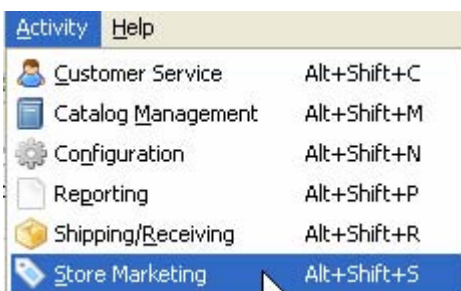 Activity Help
Customer Service Alt+Shift+C
Catalog Management Alt+Shift+M
Configuration Alt+Shift+N
Reporting Alt+Shift+P
Shipping/Receiving Alt+Shift+R
Store Marketing Alt+Shift+S